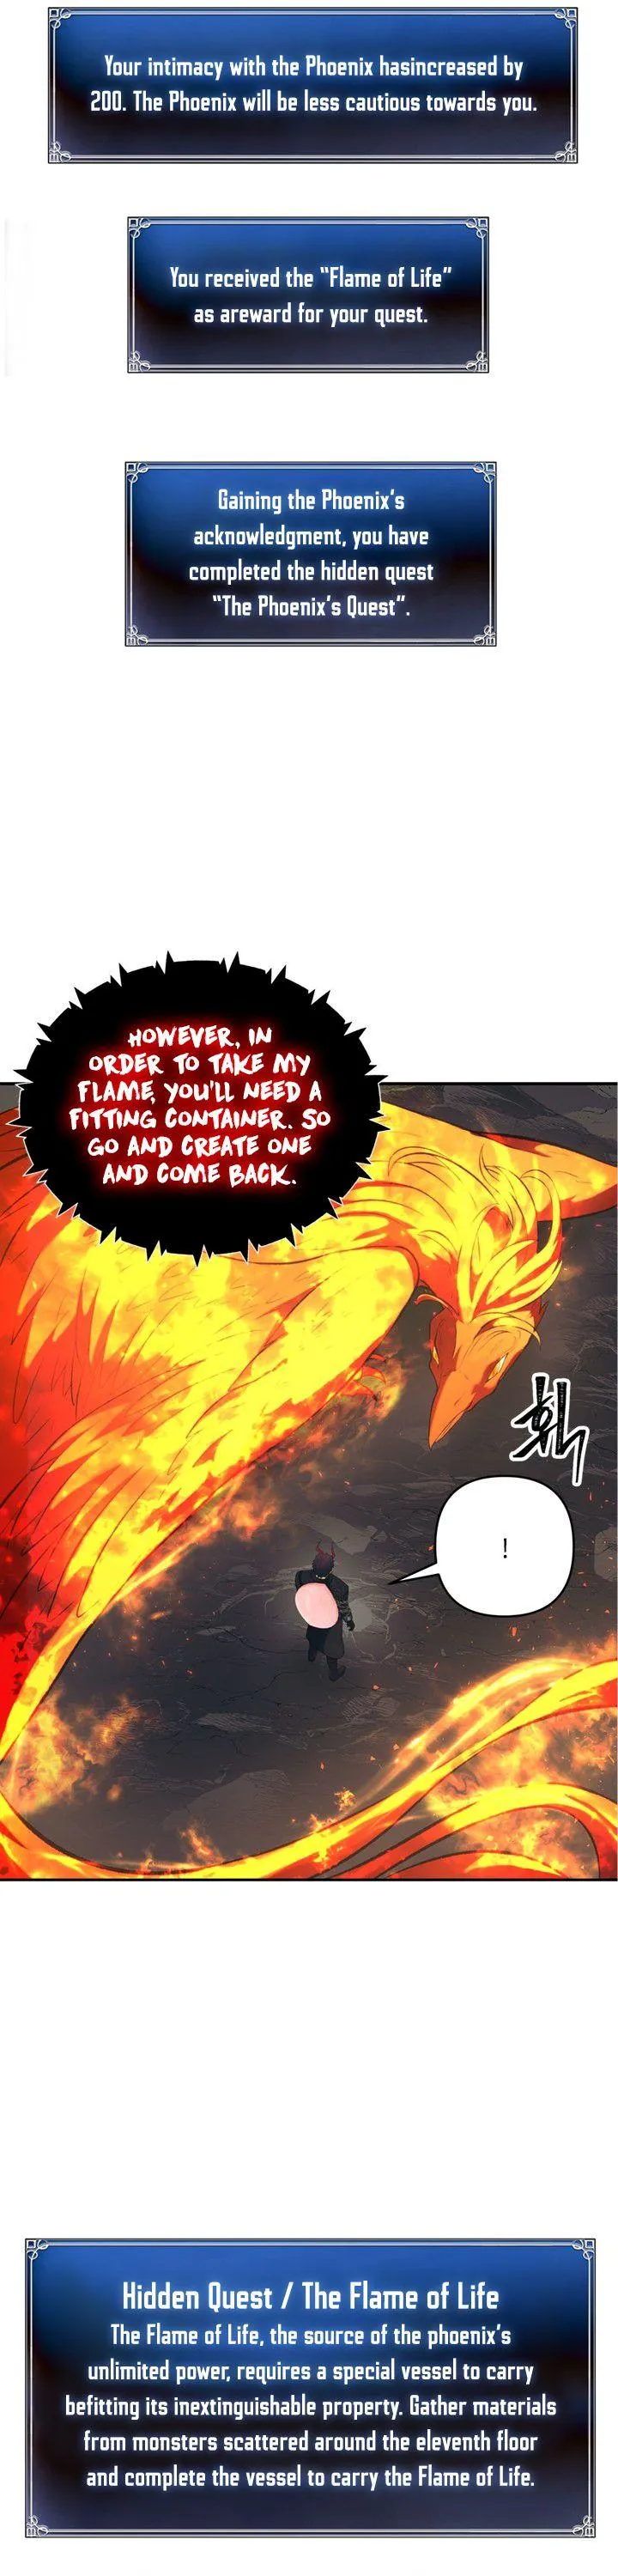 Your intimacy with the Phoenix hasincreased by
200. The Phoenix will be less cautious towards you.
You received the “Flame of Life”
as areward for your quest.
Gaining the Phoenix's
acknowledgment, you have
completed the hidden quest
“The Phoenix's Quest”.
HOWEVER, IN
ORDER TO TAKE MY
FLAME, YOU'LL NEED A
FITTING CONTAINER. SO
GO AND CREATE ONE
AND COME BACK.
화
!
Hidden Quest / The Flame of Life
The Flame of Life, the source of the phoenix's
unlimited power, requires a special vessel to carry
befitting its inextinguishable property. Gather materials
from monsters scattered around the eleventh floor
and complete the vessel to carry the Flame of Life.